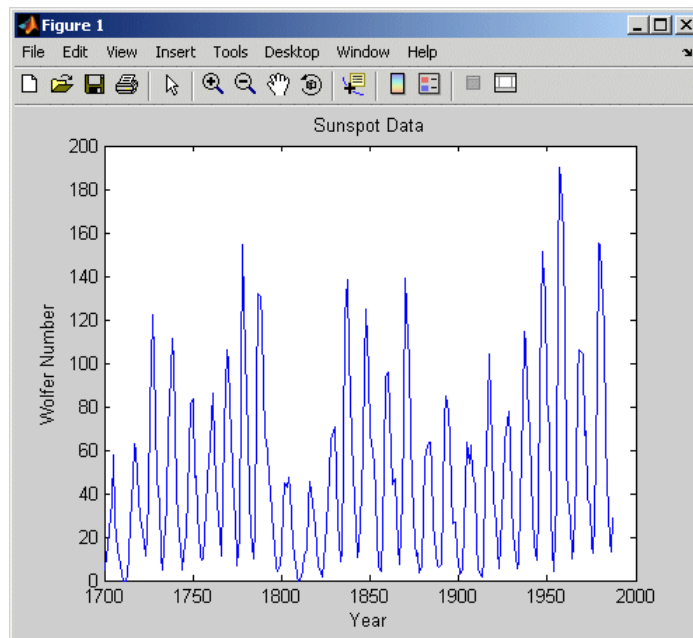 Figure 1
File Edit View Insert Tools Desktop Window Help
Sunspot Data
200
180
160
140
120
100
80
60
40
20
0
Wolfer Number
1700 1750 1800 1850 1900 1950 2000
Year